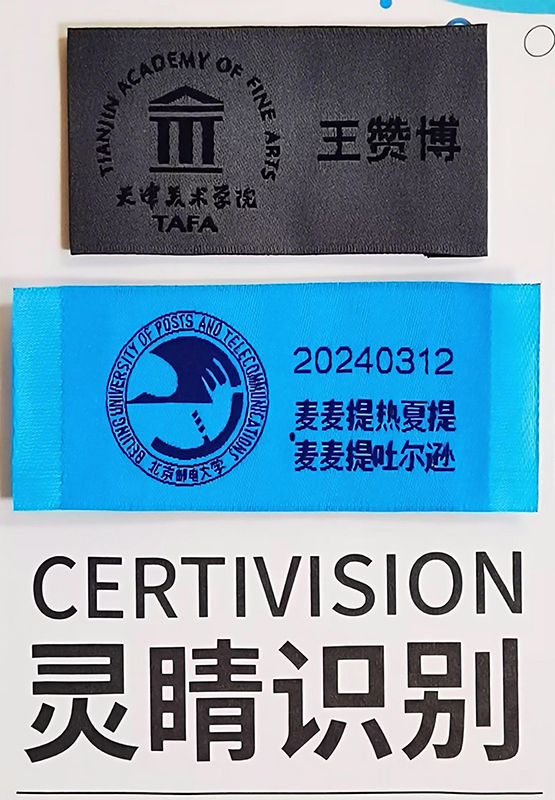 TIANJIN ACADEMY OF FINE ARTS
天津美术学院
TAFA
王赞博
BEIJING UNIVERSITY OF POSTS AND TELECOMMUNICATIONS
北京邮电大学
20240312
麦麦提热夏提
麦麦提吐尔逊
CERTIVISION
灵睛识别